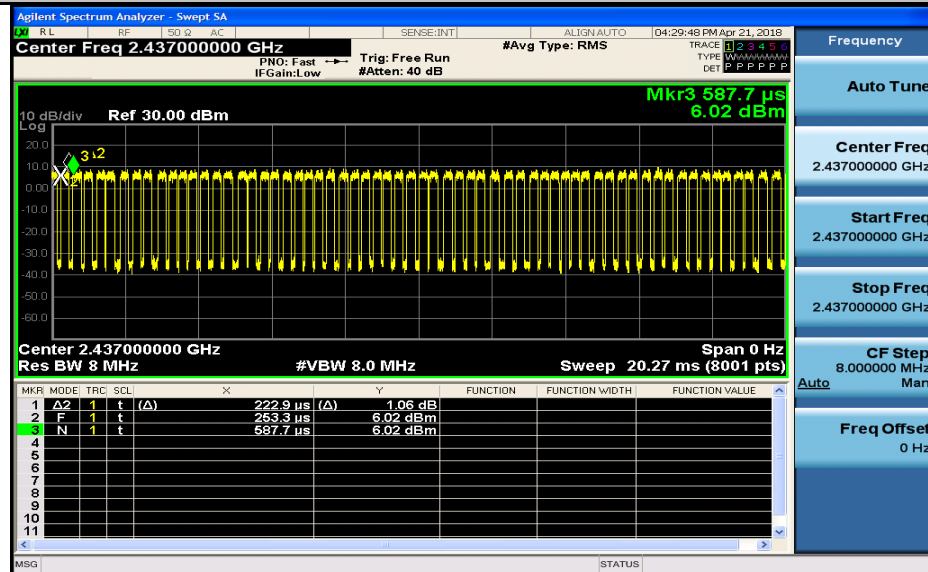 Agilent Spectrum Analyzer - Swept SA
LXI RL RF 50 Ω AC SENSE:INT ALIGN AUTO 04:29:48 PM Apr 21, 2018
Center Freq 2.437000000 GHz
PNO: Fast
IFGain:Low
Trig: Free Run
#Atten: 40 dB
#Avg Type: RMS
TRACE 1 2 3 4 5 6
TYPE
DET P P P P P P
Mkr3 587.7 µs
6.02 dBm
10 dB/div Ref 30.00 dBm
Log
20.0
10.0
0.00
-10.0
-20.0
-30.0
-40.0
-50.0
-60.0
Center 2.437000000 GHz Span 0 Hz
Res BW 8 MHz #VBW 8.0 MHz Sweep 20.27 ms (8001 pts)
MKR MODE TRC SCL X Y FUNCTION FUNCTION WIDTH FUNCTION VALUE
1 Δ2 1 t (Δ) 222.9 µs (Δ) 1.06 dB
2 F 1 t 253.3 µs 6.02 dBm
3 N 1 t 587.7 µs 6.02 dBm
4
5
6
7
8
9
10
11
MSG STATUS
Frequency
Auto Tune
Center Freq
2.437000000 GHz
Start Freq
2.437000000 GHz
Stop Freq
2.437000000 GHz
CF Step
8.000000 MHz
Auto Man
Freq Offset
0 Hz